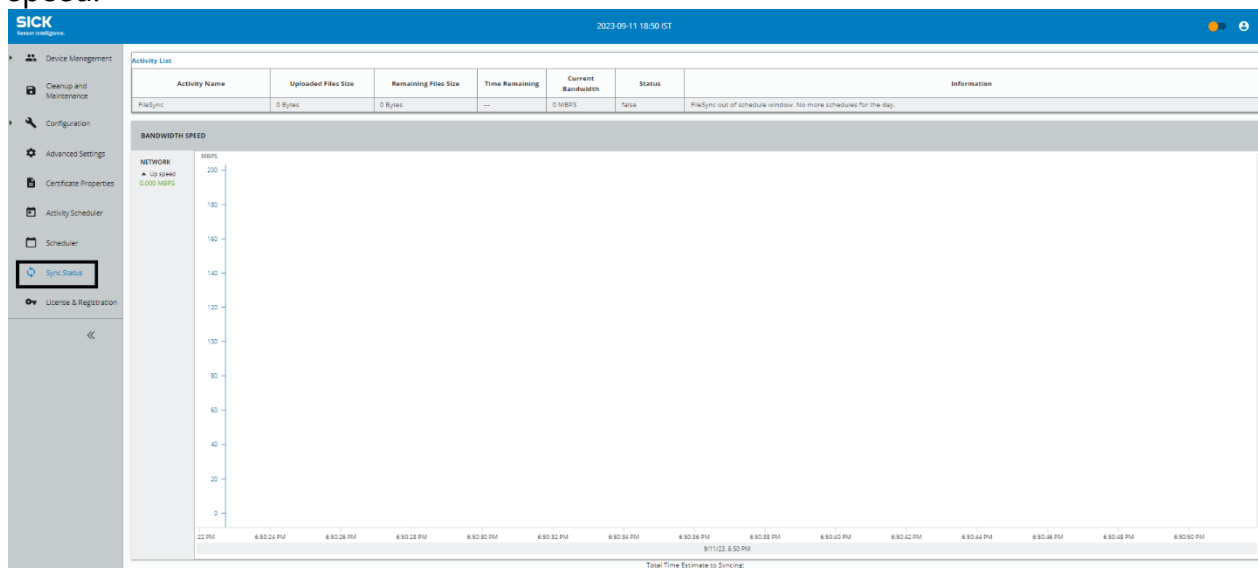 speed.
SICK
Sensor Intelligence.
2023-09-11 18:50 IST
Device Management
Cleanup and
Maintenance
Configuration
Advanced Settings
Certificate Properties
Activity Scheduler
Scheduler
Sync Status
License & Registration
Activity List
Activity Name Uploaded Files Size Remaining Files Size Time Remaining Current Bandwidth Status Information
FileSync 0 Bytes 0 Bytes --- 0 MBPS false FileSync out of schedule window. No more schedules for the day.
BANDWIDTH SPEED
NETWORK
Up speed
0.000 MBPS
MBPS
200
180
160
140
120
100
80
60
40
20
0
:22 PM 6:50:24 PM 6:50:26 PM 6:50:28 PM 6:50:30 PM 6:50:32 PM 6:50:34 PM 6:50:36 PM 6:50:38 PM 6:50:40 PM 6:50:42 PM 6:50:44 PM 6:50:46 PM 6:50:48 PM 6:50:50 PM
9/11/23, 6:50 PM
Total Time Estimate to Syncing: